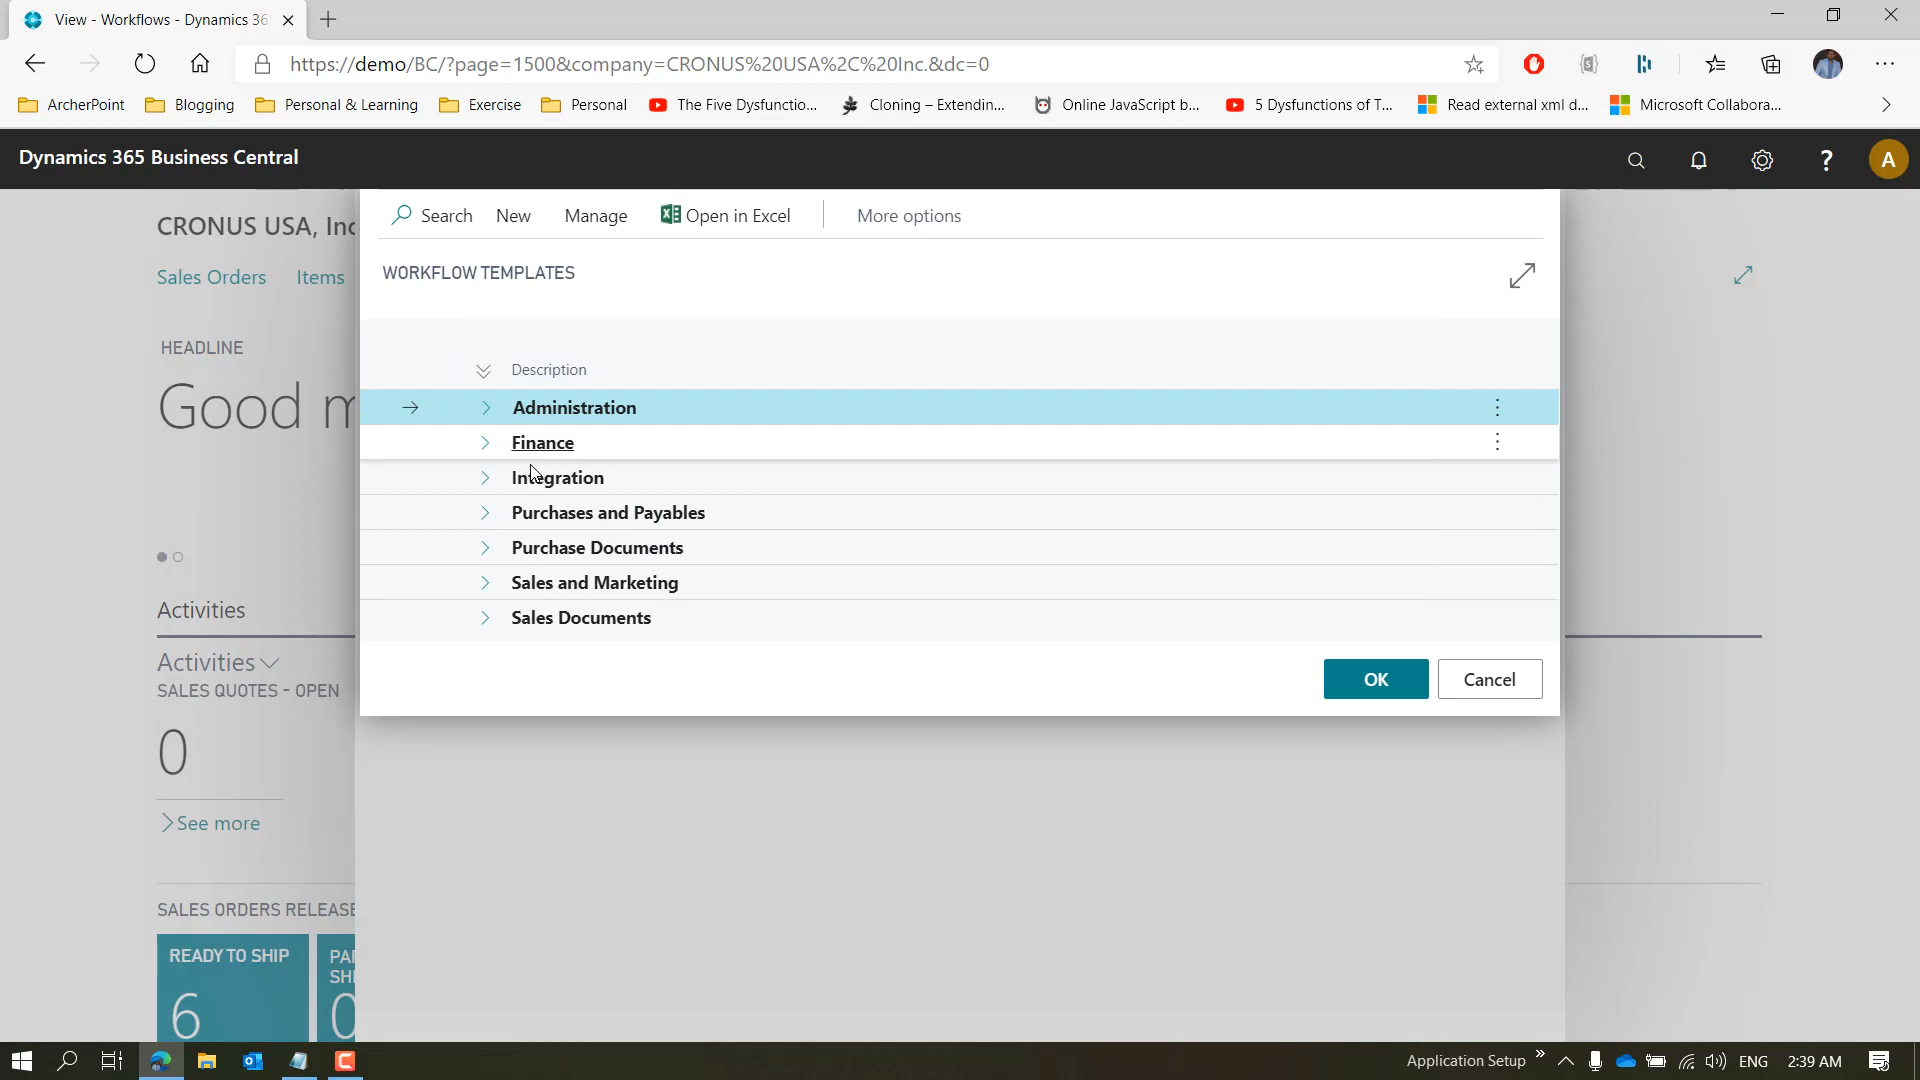 View - Workflows - Dynamics 36
https://demo/BC/?page=1500&company=CRONUS%20USA%2C%20Inc.&dc=0
ArcherPoint
Blogging
Personal & Learning
Exercise
Personal
The Five Dysfunctio...
Cloning – Extendin...
Online JavaScript b...
5 Dysfunctions of T...
Read external xml d...
Microsoft Collabora...
Dynamics 365 Business Central
?
A
CRONUS USA, Inc
Sales Orders
Items
HEADLINE
Good m
Activities
Activities
SALES QUOTES - OPEN
0
See more
SALES ORDERS RELEASE
READY TO SHIP
6
PA
SHI
0
Search
New
Manage
Open in Excel
More options
WORKFLOW TEMPLATES
Description
Administration
Finance
Integration
Purchases and Payables
Purchase Documents
Sales and Marketing
Sales Documents
OK
Cancel
Application Setup
ENG
2:39 AM